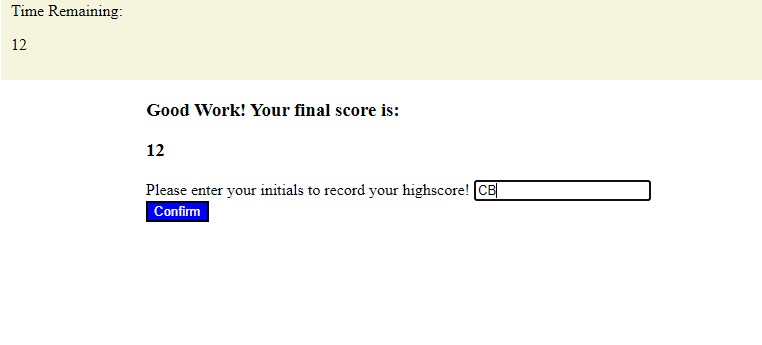 Time Remaining:
12
Good Work! Your final score is:
12
Please enter your initials to record your highscore! CB
Confirm